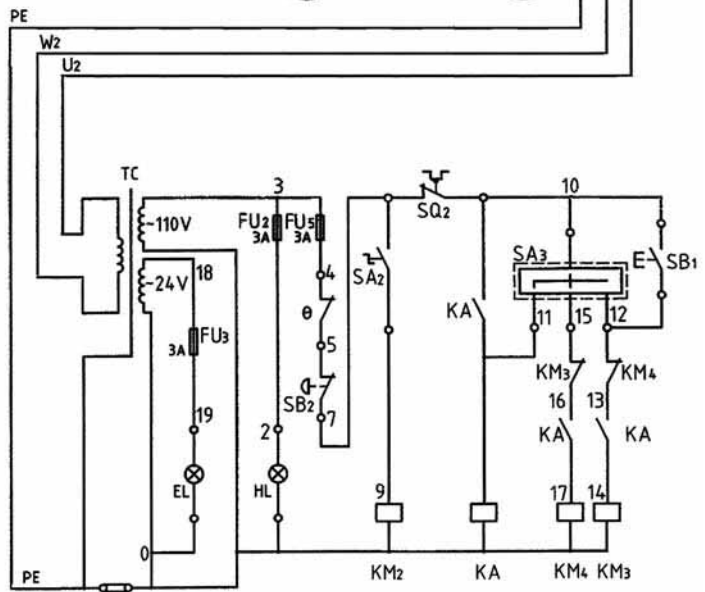 PE
W2
U2
TC
3
10
~110V
FU2
3A
FU5
3A
SQ2
SA3
~24V
18
4
SA2
E
SB1
FU3
3A
θ
KA
11
15
12
5
KM3
KM4
SB2
7
16
13
19
2
KA
KA
EL
HL
9
17
14
0
PE
KM2
KA
KM4
KM3